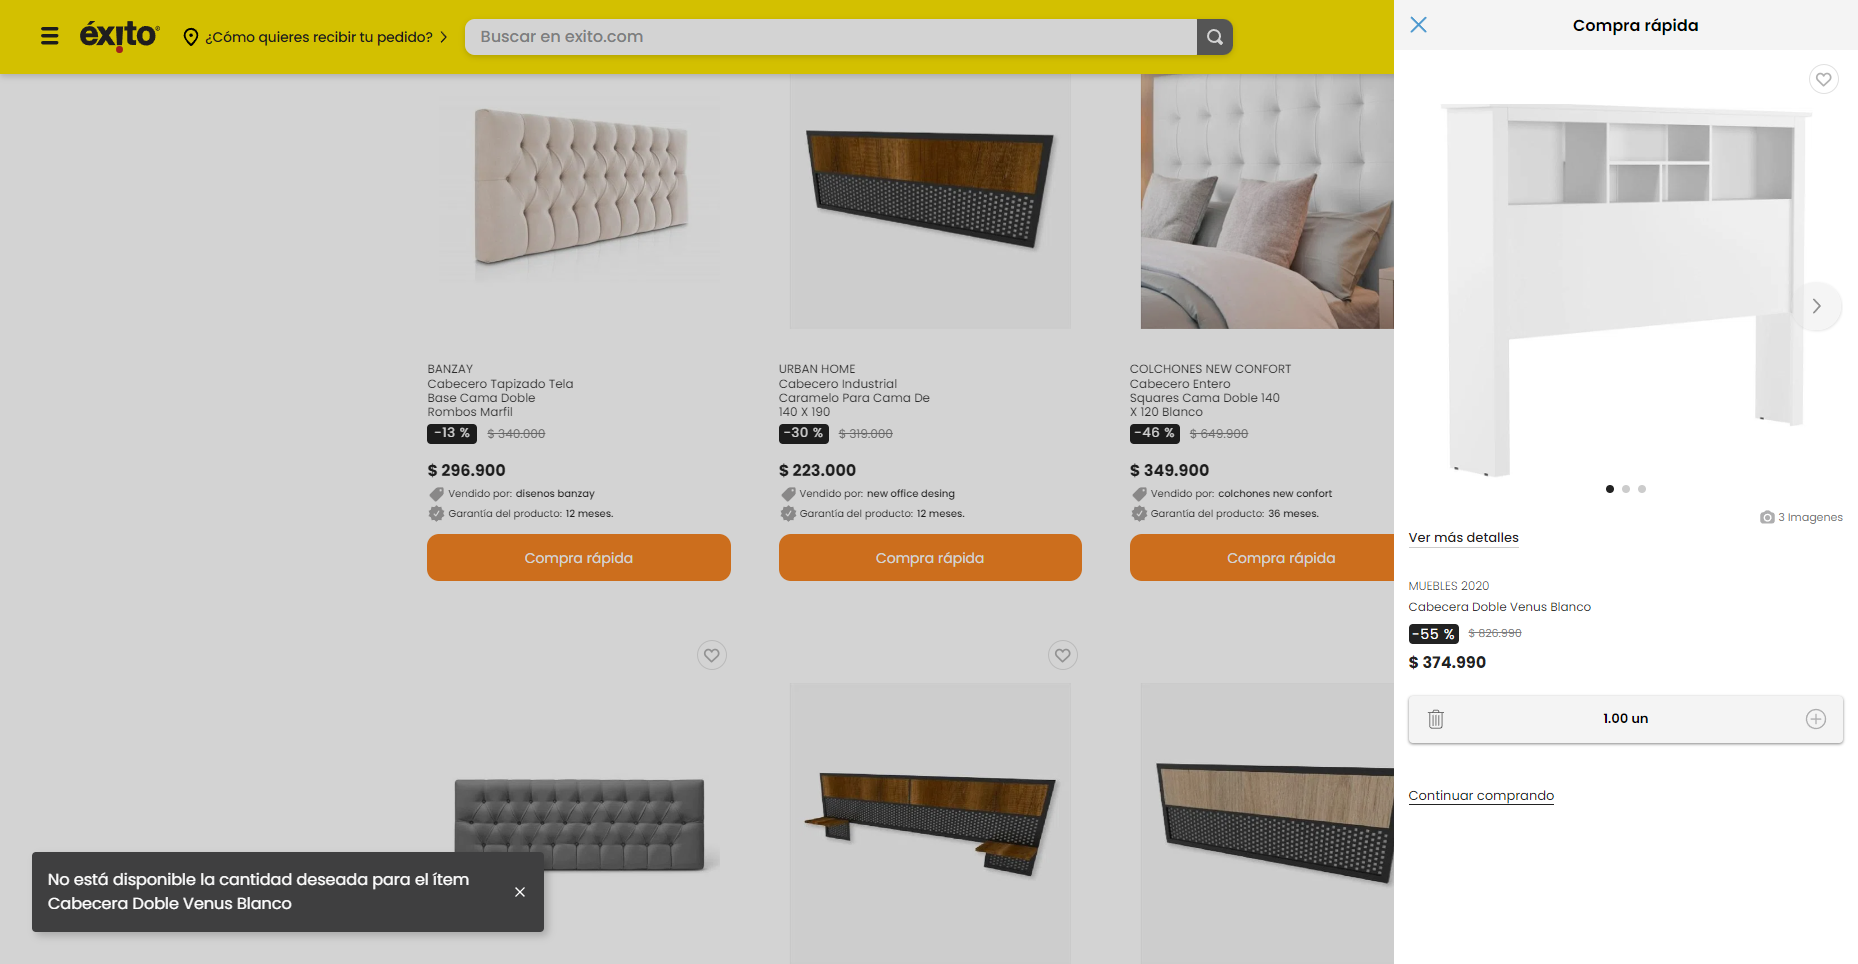 éxito
¿Cómo quieres recibir tu pedido?
Buscar en exito.com
BANZAY
Cabecero Tapizado Tela
Base Cama Doble
Rombos Marfil
-13 % $ 340.000
$ 296.900
Vendido por: disenos banzay
Garantía del producto: 12 meses.
Compra rápida
URBAN HOME
Cabecero Industrial
Caramelo Para Cama De
140 X 190
-30 % $ 319.000
$ 223.000
Vendido por: new office desing
Garantía del producto: 12 meses.
Compra rápida
COLCHONES NEW CONFORT
Cabecero Entero
Squares Cama Doble 140
X 120 Blanco
-46 % $ 649.900
$ 349.900
Vendido por: colchones new confort
Garantía del producto: 36 meses.
Compra rápida
No está disponible la cantidad deseada para el ítem
Cabecera Doble Venus Blanco
Compra rápida
3 Imagenes
Ver más detalles
MUEBLES 2020
Cabecera Doble Venus Blanco
-55 % $ 826.990
$ 374.990
1.00 un
Continuar comprando